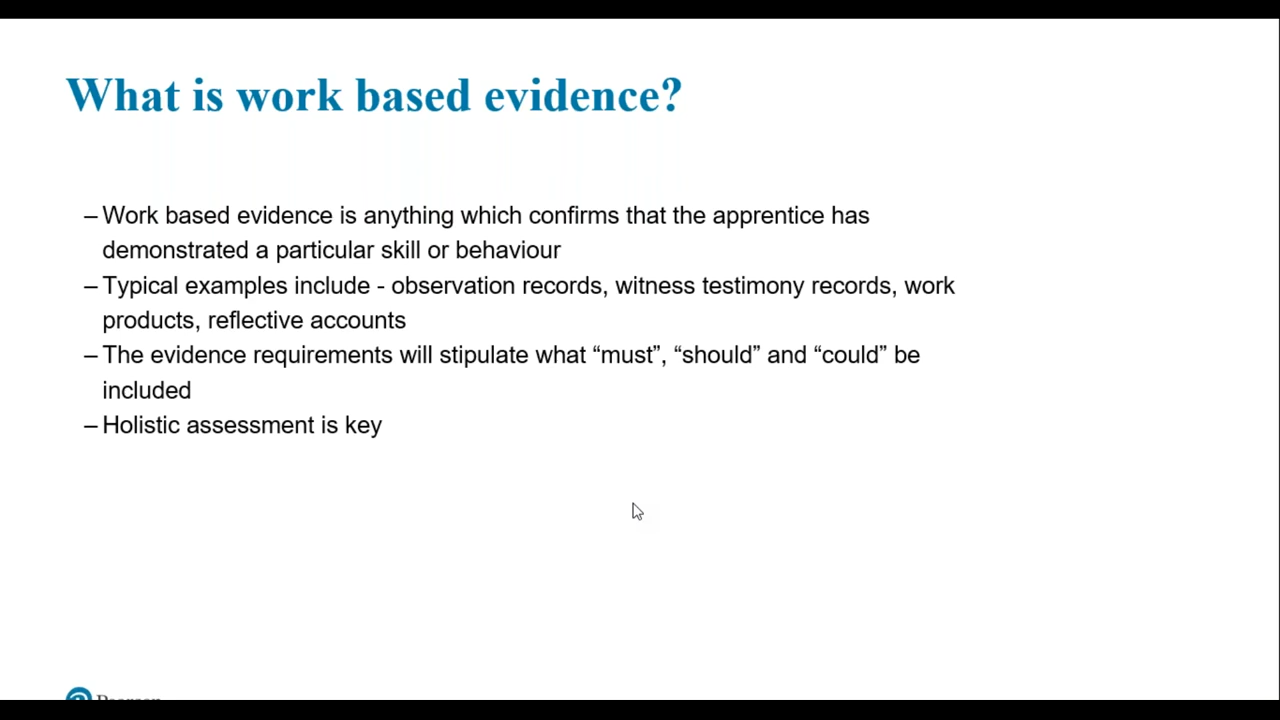 What is work based evidence?
– Work based evidence is anything which confirms that the apprentice has
demonstrated a particular skill or behaviour
– Typical examples include - observation records, witness testimony records, work
products, reflective accounts
– The evidence requirements will stipulate what “must”, “should” and “could” be
included
– Holistic assessment is key
Pearson